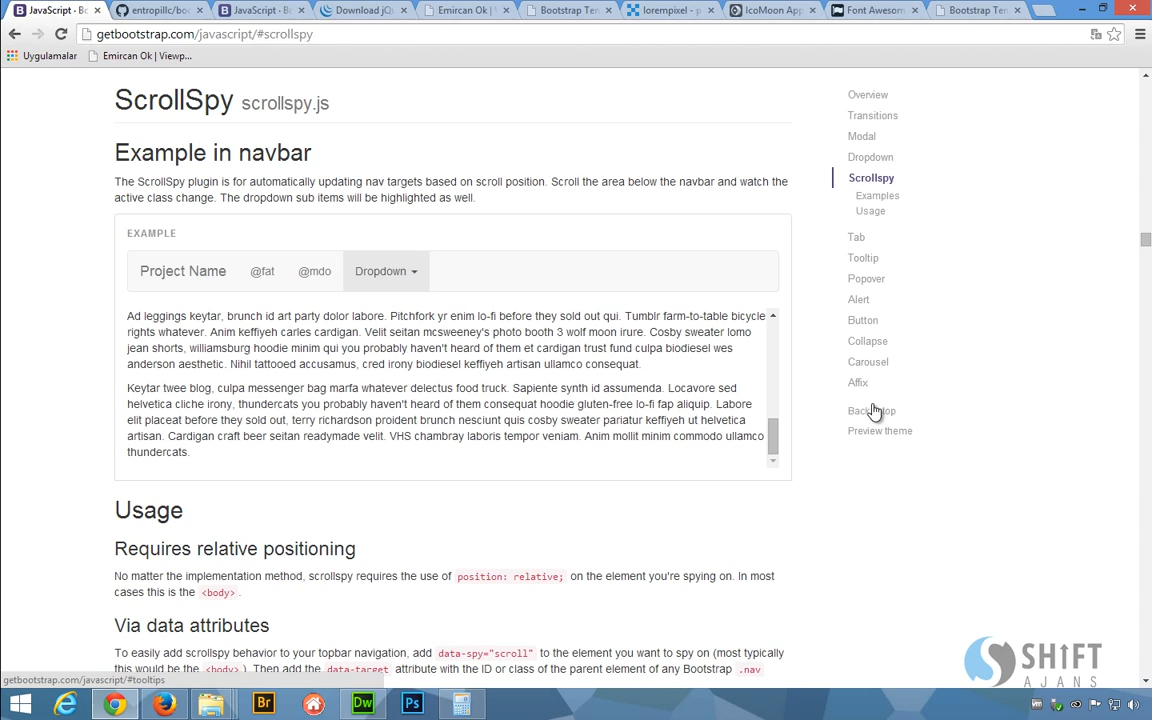 JavaScript · Bo
entropillc/boo
JavaScript · Bo
Download jQ
Emircan Ok | V
Bootstrap Ten
lorempixel - p
IcoMoon App
Font Awesom
Bootstrap Ten
getbootstrap.com/javascript/#scrollspy
Uygulamalar
Emircan Ok | Viewp...
ScrollSpy scrollspy.js
Example in navbar
The ScrollSpy plugin is for automatically updating nav targets based on scroll position. Scroll the area below the navbar and watch the
active class change. The dropdown sub items will be highlighted as well.
EXAMPLE
Project Name @fat @mdo Dropdown
Ad leggings keytar, brunch id art party dolor labore. Pitchfork yr enim lo-fi before they sold out qui. Tumblr farm-to-table bicycle
rights whatever. Anim keffiyeh carles cardigan. Velit seitan mcsweeney's photo booth 3 wolf moon irure. Cosby sweater lomo
jean shorts, williamsburg hoodie minim qui you probably haven't heard of them et cardigan trust fund culpa biodiesel wes
anderson aesthetic. Nihil tattooed accusamus, cred irony biodiesel keffiyeh artisan ullamco consequat.
Keytar twee blog, culpa messenger bag marfa whatever delectus food truck. Sapiente synth id assumenda. Locavore sed
helvetica cliche irony, thundercats you probably haven't heard of them consequat hoodie gluten-free lo-fi fap aliquip. Labore
elit placeat before they sold out, terry richardson proident brunch nesciunt quis cosby sweater pariatur keffiyeh ut helvetica
artisan. Cardigan craft beer seitan readymade velit. VHS chambray laboris tempor veniam. Anim mollit minim commodo ullamco
thundercats.
Usage
Requires relative positioning
No matter the implementation method, scrollspy requires the use of position: relative; on the element you're spying on. In most
cases this is the <body> .
Via data attributes
To easily add scrollspy behavior to your topbar navigation, add data-spy="scroll" to the element you want to spy on (most typically
this would be the <body> ). Then add the data-target attribute with the ID or class of the parent element of any Bootstrap .nav
Overview
Transitions
Modal
Dropdown
Scrollspy
Examples
Usage
Tab
Tooltip
Popover
Alert
Button
Collapse
Carousel
Affix
Back to top
Preview theme
getbootstrap.com/javascript/#tooltips
Br
Dw
Ps
SHIFT
AJANS